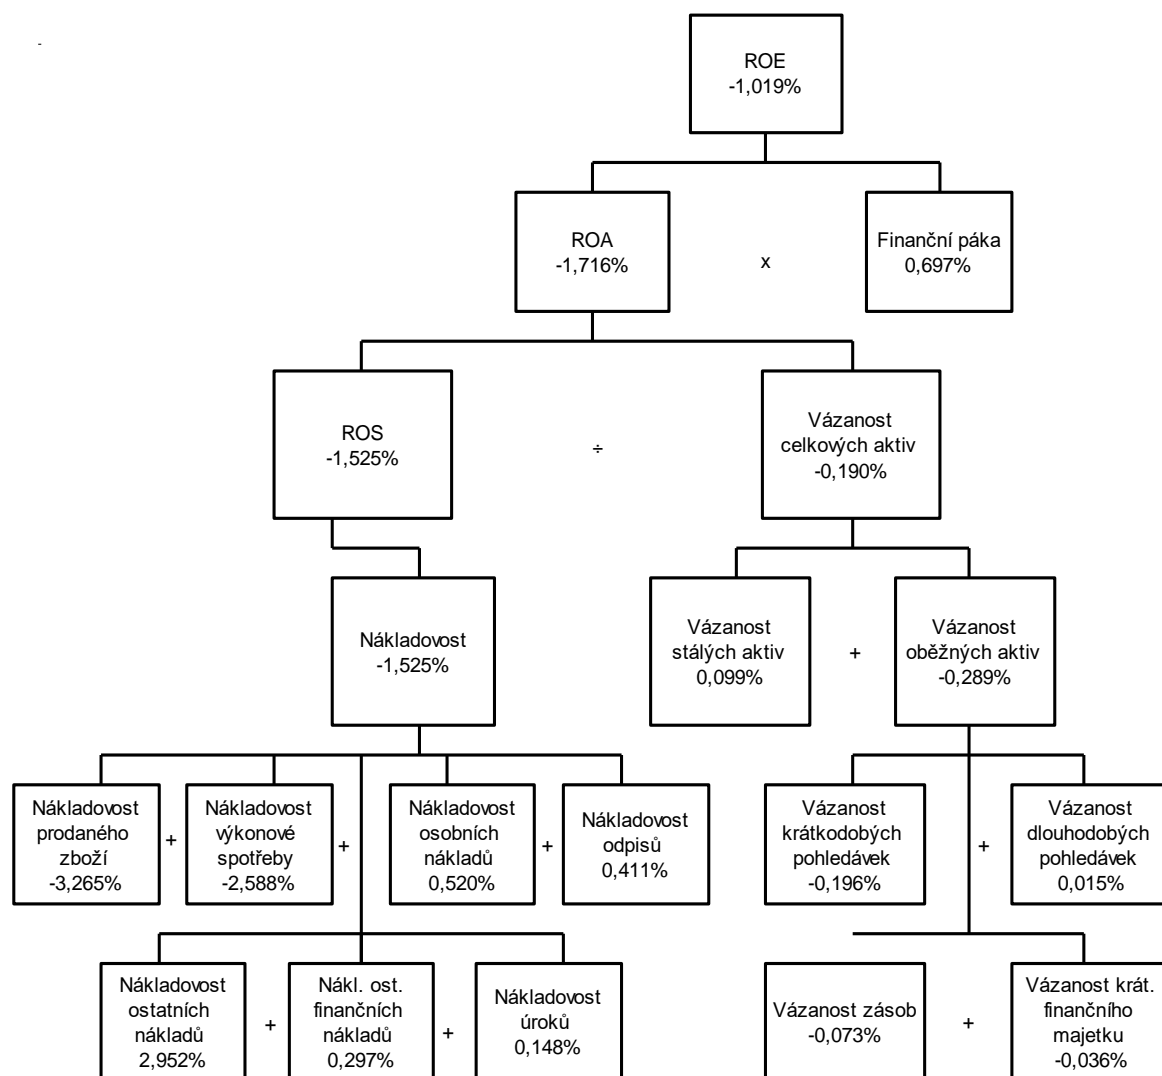 ROE
-1,019%
ROA
-1,716%
x
Finanční páka
0,697%
ROS
-1,525%
÷
Vázanost
celkových aktiv
-0,190%
Nákladovost
-1,525%
Vázanost
stálých aktiv
0,099%
+
Vázanost
oběžných aktiv
-0,289%
Nákladovost
prodaného
zboží
-3,265%
+
Nákladovost
výkonové
spotřeby
-2,588%
+
Nákladovost
osobních
nákladů
0,520%
+
Nákladovost
odpisů
0,411%
Vázanost
krátkodobých
pohledávek
-0,196%
+
Vázanost
dlouhodobých
pohledávek
0,015%
Nákladovost
ostatních
nákladů
2,952%
+
Nákl. ost.
finančních
nákladů
0,297%
+
Nákladovost
úroků
0,148%
Vázanost zásob
-0,073%
+
Vázanost krát.
finančního
majetku
-0,036%